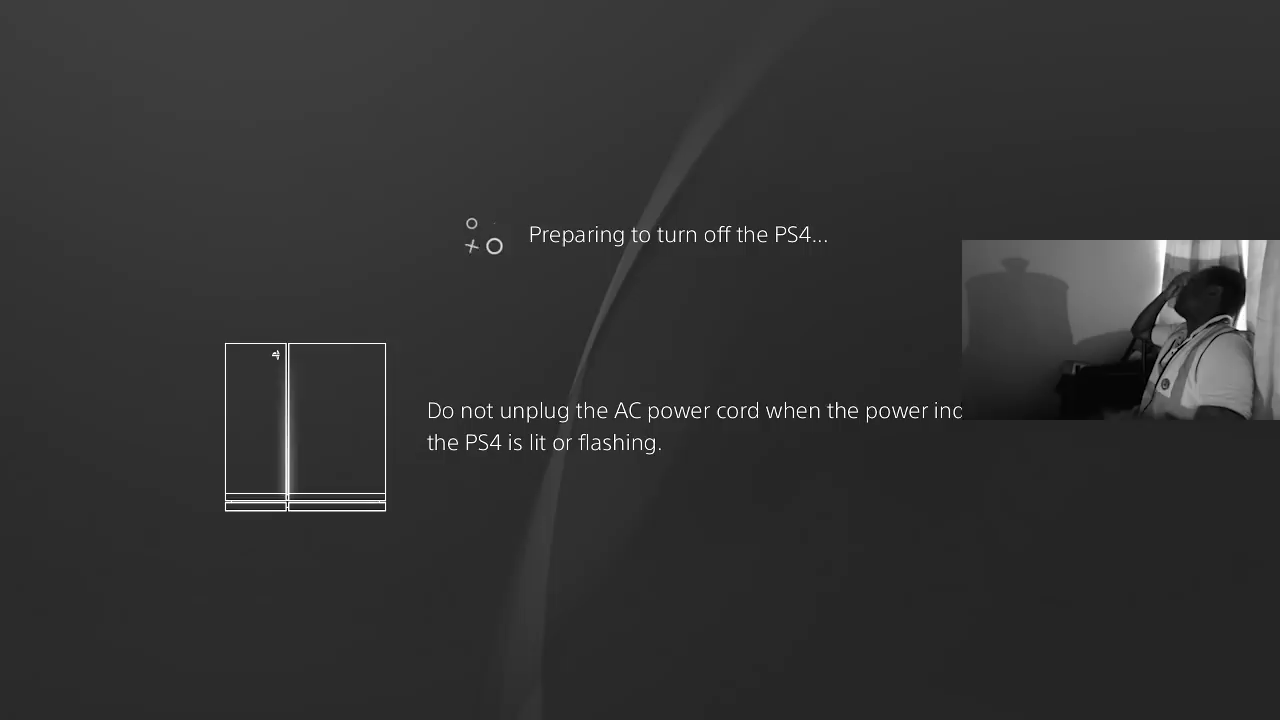 Preparing to turn off the PS4...
Do not unplug the AC power cord when the power
the PS4 is lit or flashing.